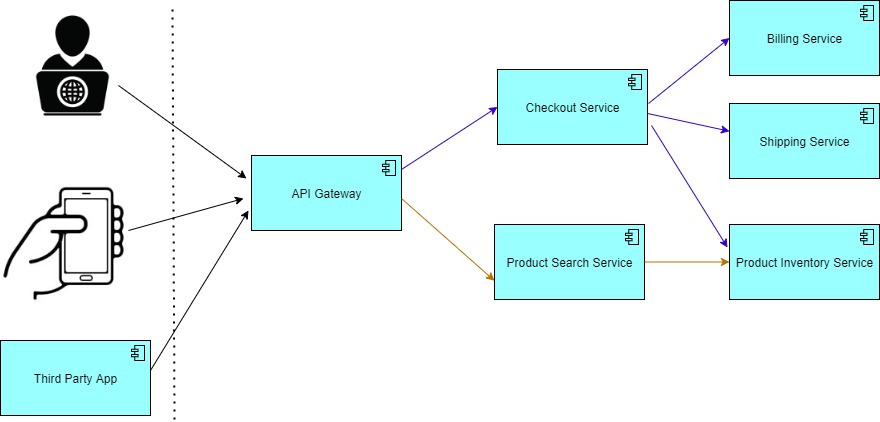 Billing Service
Checkout Service
Shipping Service
API Gateway
Product Search Service
Product Inventory Service
Third Party App